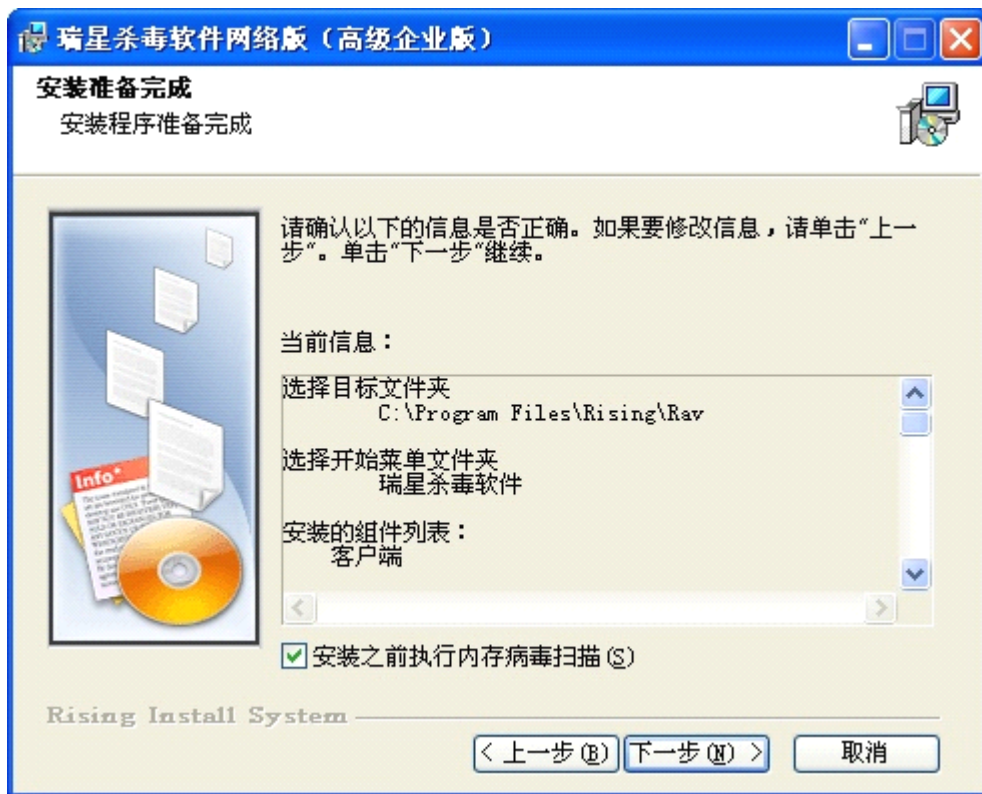 瑞星杀毒软件网络版（高级企业版）
安装准备完成
安装程序准备完成
请确认以下的信息是否正确。如果要修改信息，请单击“上一
步”。单击“下一步”继续。
当前信息：
选择目标文件夹
C:\Program Files\Rising\Rav
选择开始菜单文件夹
瑞星杀毒软件
安装的组件列表：
客户端
Info
安装之前执行内存病毒扫描(S)
Rising Install System
< 上一步(B)
下一步(N) >
取消